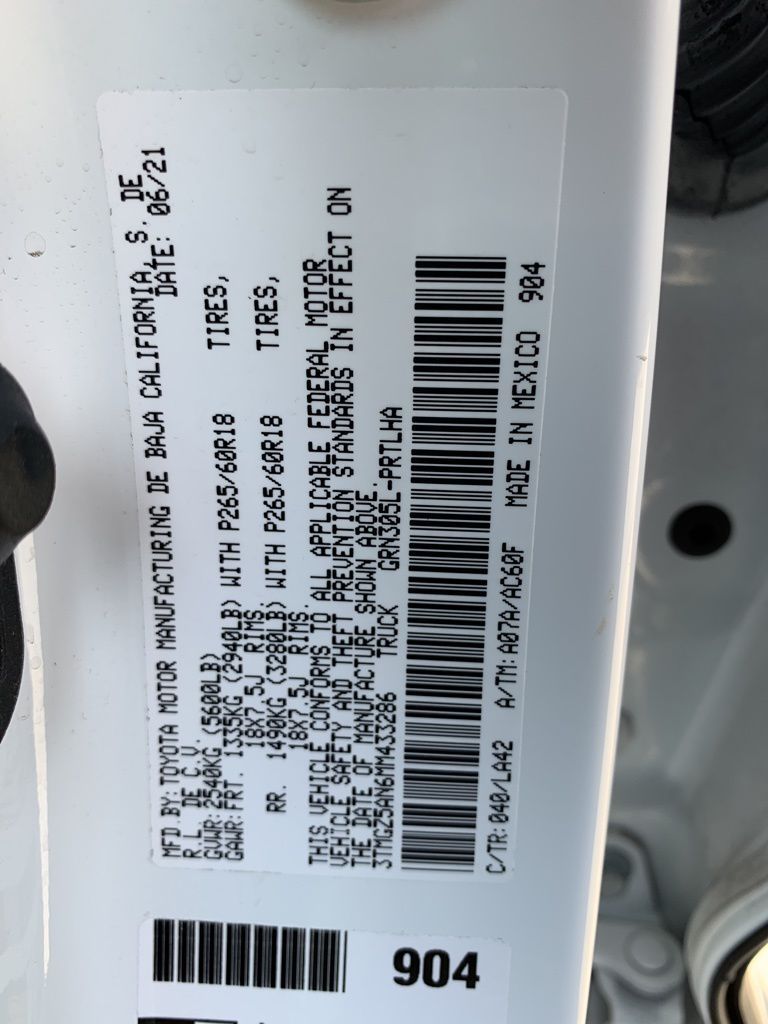 MFD BY: TOYOTA MOTOR MANUFACTURING DE BAJA CALIFORNIA, S. DE
R.L. DE C.V. DATE: 06/21
GVWR: 2540KG (5600LB)
GAWR: FRT. 1335KG (2940LB) WITH P265/60R18 TIRES,
18X7.5J RIMS.
RR. 1490KG (3280LB) WITH P265/60R18 TIRES,
18X7.5J RIMS.
THIS VEHICLE CONFORMS TO ALL APPLICABLE FEDERAL MOTOR
VEHICLE SAFETY AND THEFT PREVENTION STANDARDS IN EFFECT ON
THE DATE OF MANUFACTURE SHOWN ABOVE.
3TMGZ5AN6MM433286 TRUCK GRN305L-PRTLHA
C/TR: 040/LA42 A/TM: A07A/AC60F MADE IN MEXICO 904
904